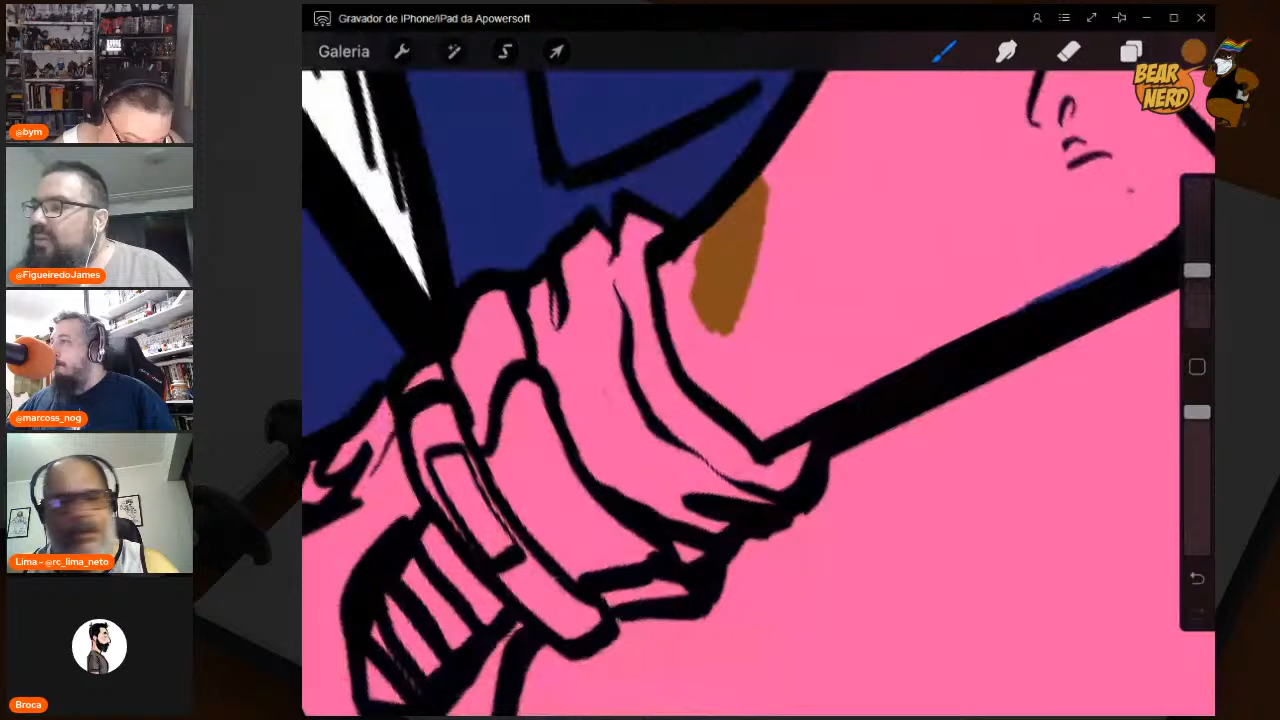 Gravador de iPhone/iPad da Apowersoft
Galeria
BEAR
NERD
@bym
@FigueiredoJames
@marcoss_nog
Lima - @rc_lima_neto
Broca